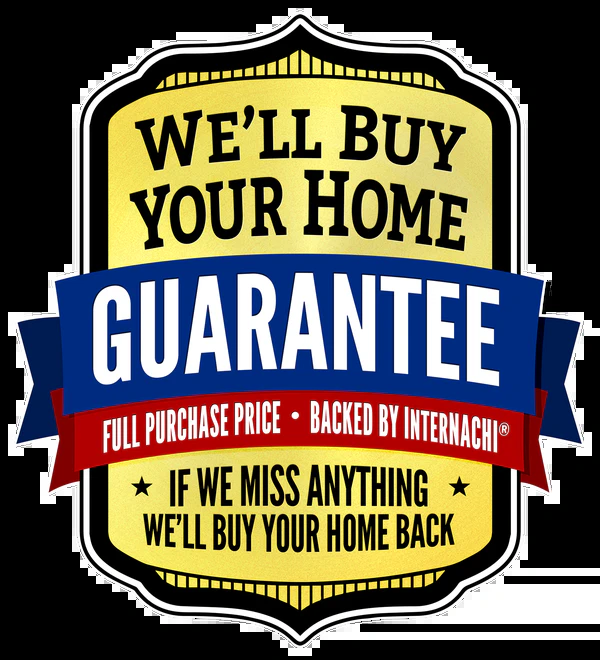 WE'LL BUY
YOUR HOME
GUARANTEE
FULL PURCHASE PRICE • BACKED BY INTERNACHI®
★ IF WE MISS ANYTHING ★
WE'LL BUY YOUR HOME BACK